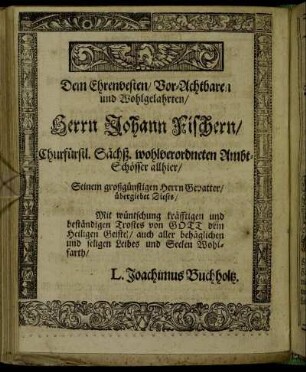 Dem Ehrenvesten/ Vor-Achtbaren
und Wohlgelahrten/
Herrn Johann Fischern/
Churfürstl. Sächß. wohlverordneten Ambt-
Schösser allhier/
Seinem großgünstigen Herrn Gevatter/
übergiebet Dieses/
Mit wüntschung kräfftigen und
beständigen Trostes von GOTT dem
Heiligen Geiste/ auch aller behäglichen
und seligen Leibes und Seelen Wohl-
farth/
L. Joachimus Buchholtz.